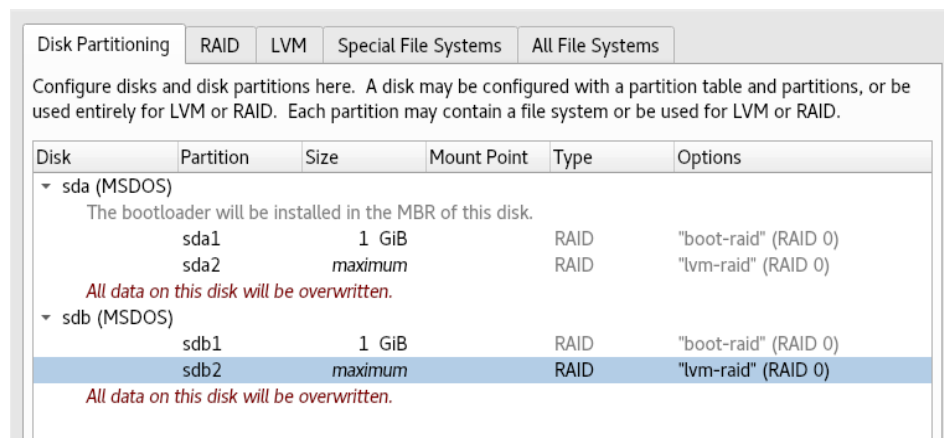 Disk Partitioning RAID LVM Special File Systems All File Systems
Configure disks and disk partitions here. A disk may be configured with a partition table and partitions, or be
used entirely for LVM or RAID. Each partition may contain a file system or be used for LVM or RAID.
Disk Partition Size Mount Point Type Options
sda (MSDOS)
The bootloader will be installed in the MBR of this disk.
sda1 1 GiB RAID "boot-raid" (RAID 0)
sda2 maximum RAID "lvm-raid" (RAID 0)
All data on this disk will be overwritten.
sdb (MSDOS)
sdb1 1 GiB RAID "boot-raid" (RAID 0)
sdb2 maximum RAID "lvm-raid" (RAID 0)
All data on this disk will be overwritten.